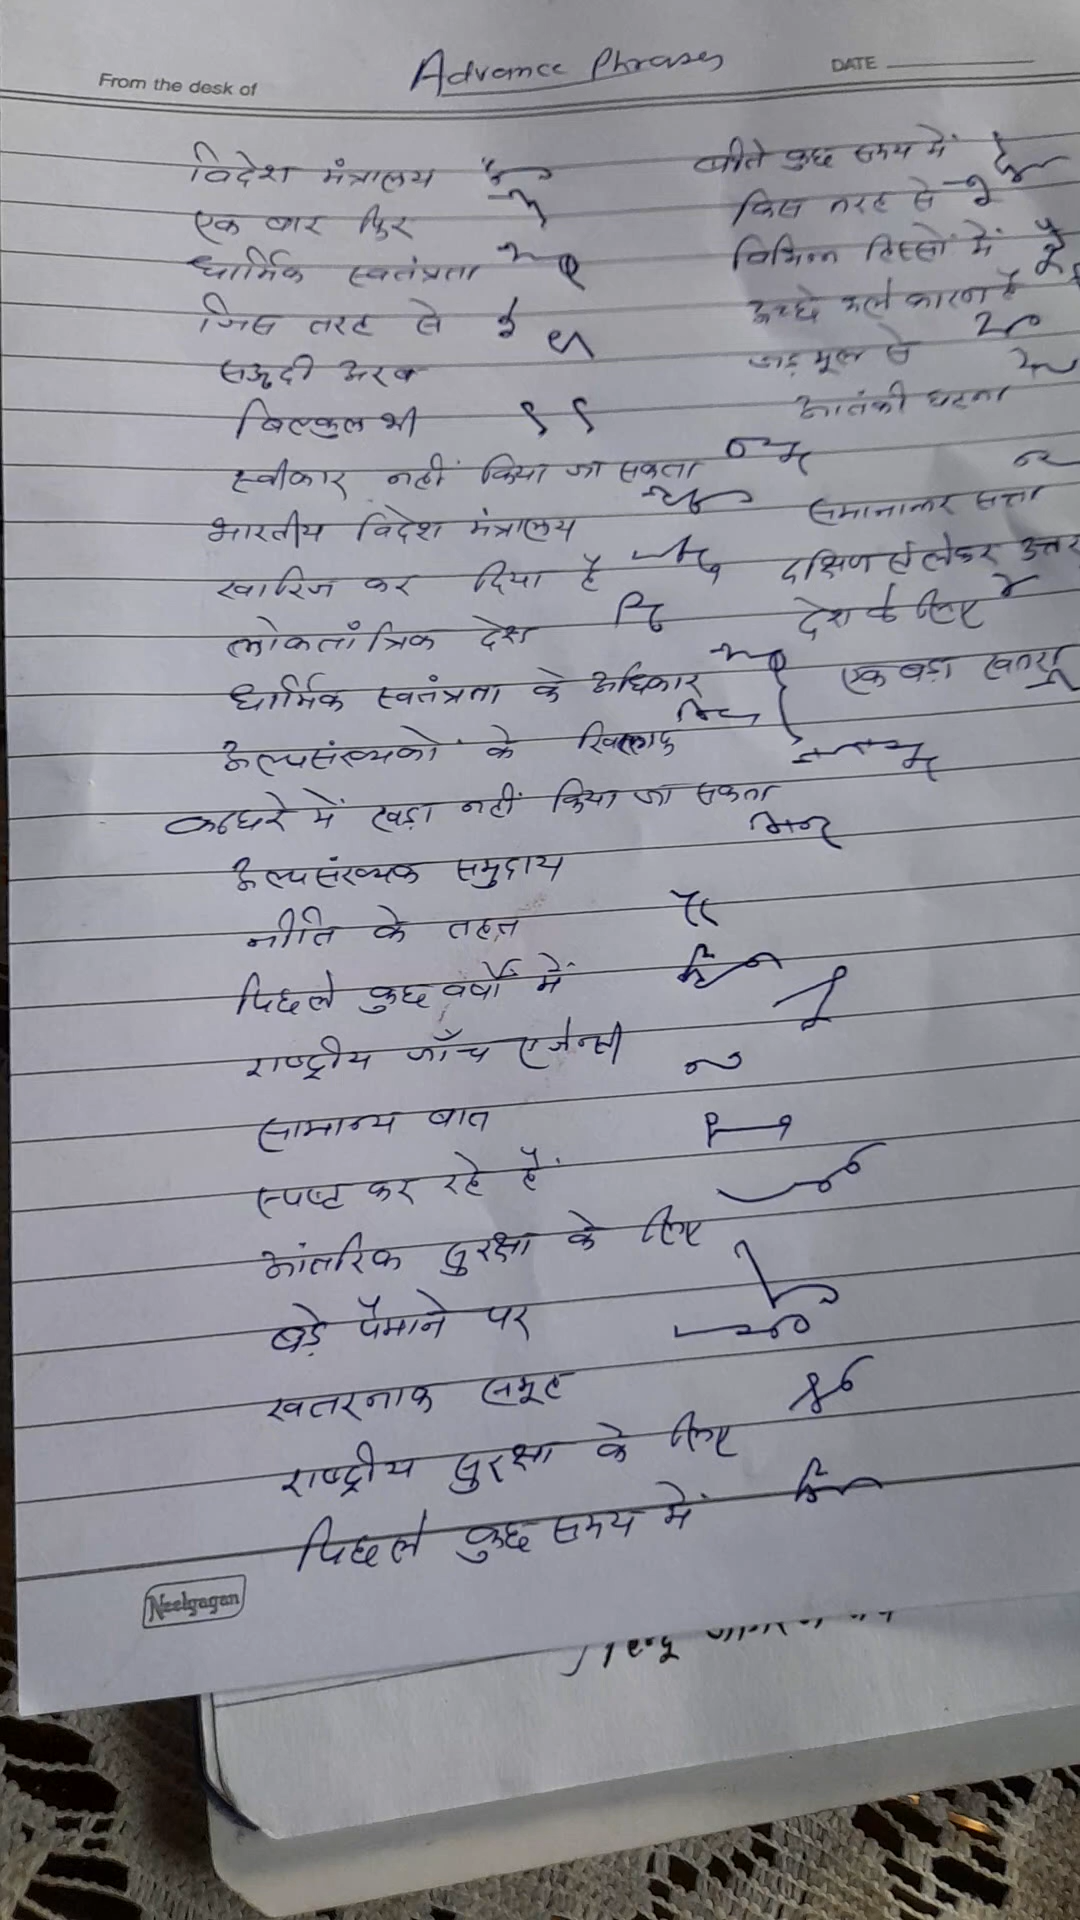 From the desk of
Advance Phrases
DATE
विदेश मंत्रालय
एक बार फिर
धार्मिक स्वतंत्रता
जिस तरह से
सऊदी अरब
बिल्कुल भी
स्वीकार नहीं किया जा सकता
भारतीय विदेश मंत्रालय
खारिज कर दिया है
लोकतांत्रिक देश
धार्मिक स्वतंत्रता के अधिकार
अल्पसंख्यकों के खिलाफ
कटघरे में खड़ा नहीं किया जा सकता
अल्पसंख्यक समुदाय
नीति के तहत
पिछले कुछ वर्षों में
राष्ट्रीय जाँच एजेन्सी
सामान्य बात
स्पष्ट कर रहे हैं
आंतरिक सुरक्षा के लिए
बड़े पैमाने पर
खतरनाक समूह
राष्ट्रीय सुरक्षा के लिए
पिछले कुछ समय में
बीते कुछ समय में
किस तरह से
विभिन्न हिस्सों में
जड़ मूल से
आतंकी घटना
समानान्तर सत्ता
दक्षिण से लेकर उत्तर
देश के लिए
एक बड़ा खतरा
Neelgagan